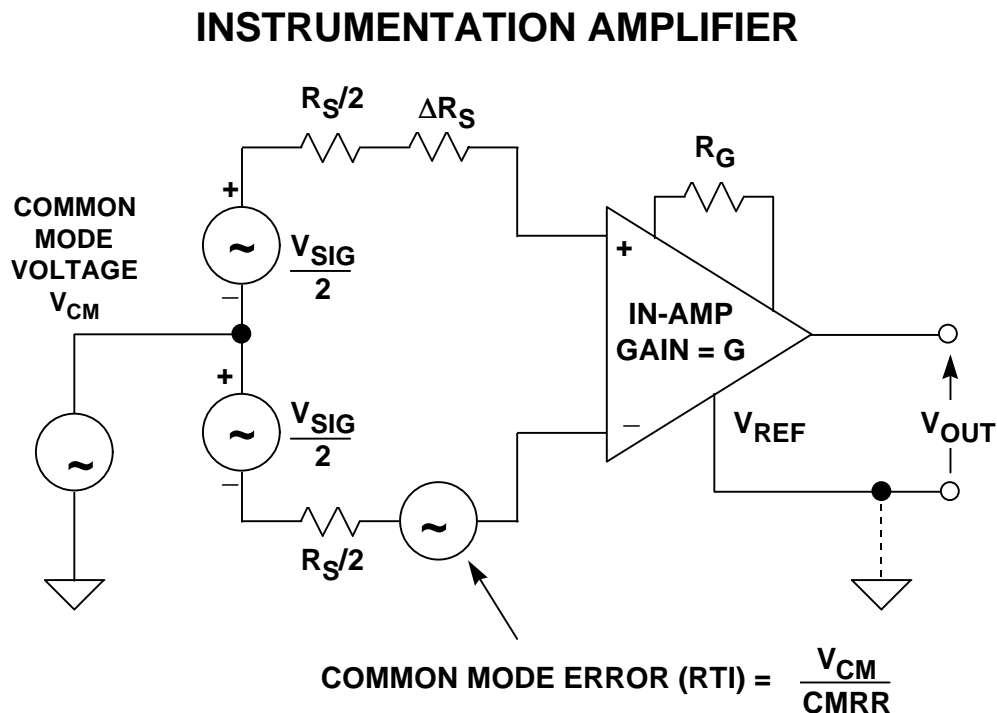 INSTRUMENTATION AMPLIFIER
R_S/2
ΔR_S
R_G
COMMON
MODE
VOLTAGE
V_CM
+
~
V_SIG
2
–
+
IN-AMP
GAIN = G
+
~
V_SIG
2
–
~
–
V_REF
V_OUT
R_S/2
~
COMMON MODE ERROR (RTI) = V_CM
CMRR